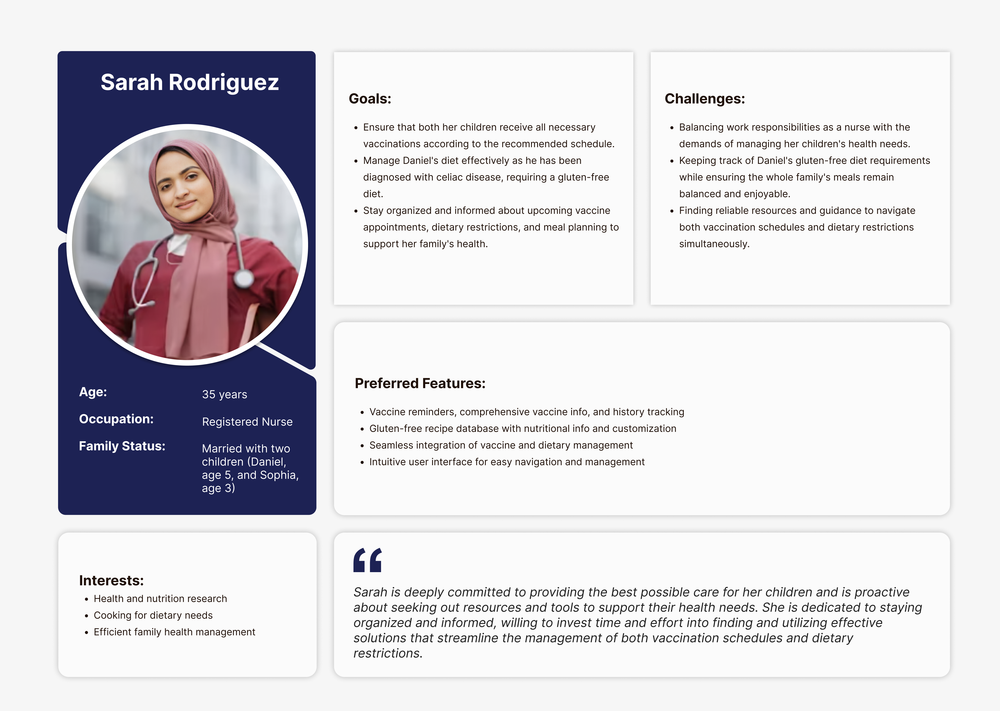 Sarah Rodriguez
Age:
35 years
Occupation:
Registered Nurse
Family Status:
Married with two
children (Daniel,
age 5, and Sophia,
age 3)
Goals:
• Ensure that both her children receive all necessary
vaccinations according to the recommended schedule.
• Manage Daniel's diet effectively as he has been
diagnosed with celiac disease, requiring a gluten-free
diet.
• Stay organized and informed about upcoming vaccine
appointments, dietary restrictions, and meal planning to
support her family's health.
Challenges:
• Balancing work responsibilities as a nurse with the
demands of managing her children's health needs.
• Keeping track of Daniel's gluten-free diet requirements
while ensuring the whole family's meals remain
balanced and enjoyable.
• Finding reliable resources and guidance to navigate
both vaccination schedules and dietary restrictions
simultaneously.
Preferred Features:
• Vaccine reminders, comprehensive vaccine info, and history tracking
• Gluten-free recipe database with nutritional info and customization
• Seamless integration of vaccine and dietary management
• Intuitive user interface for easy navigation and management
Interests:
• Health and nutrition research
• Cooking for dietary needs
• Efficient family health management
“
Sarah is deeply committed to providing the best possible care for her children and is proactive
about seeking out resources and tools to support their health needs. She is dedicated to staying
organized and informed, willing to invest time and effort into finding and utilizing effective
solutions that streamline the management of both vaccination schedules and dietary
restrictions.